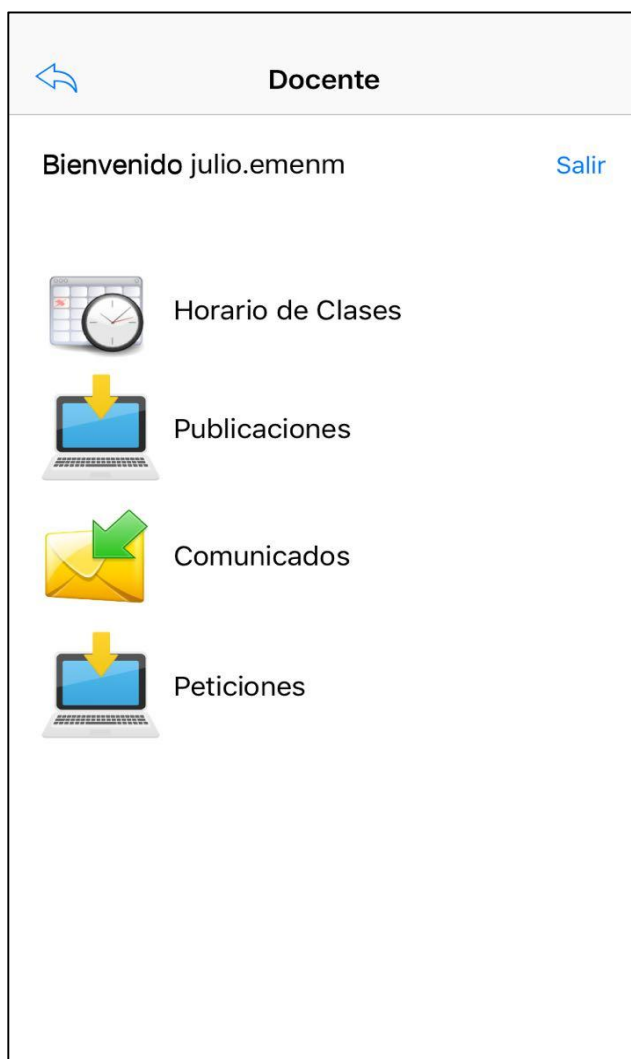 Docente
Bienvenido julio.emenm Salir
Horario de Clases
Publicaciones
Comunicados
Peticiones